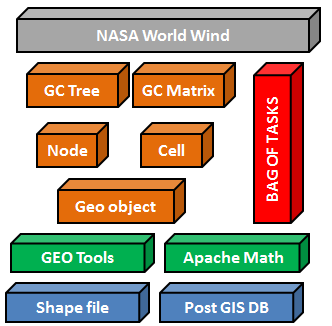 NASA World Wind
GC Tree
GC Matrix
BAG OF TASKS
Node
Cell
Geo object
GEO Tools
Apache Math
Shape file
Post GIS DB